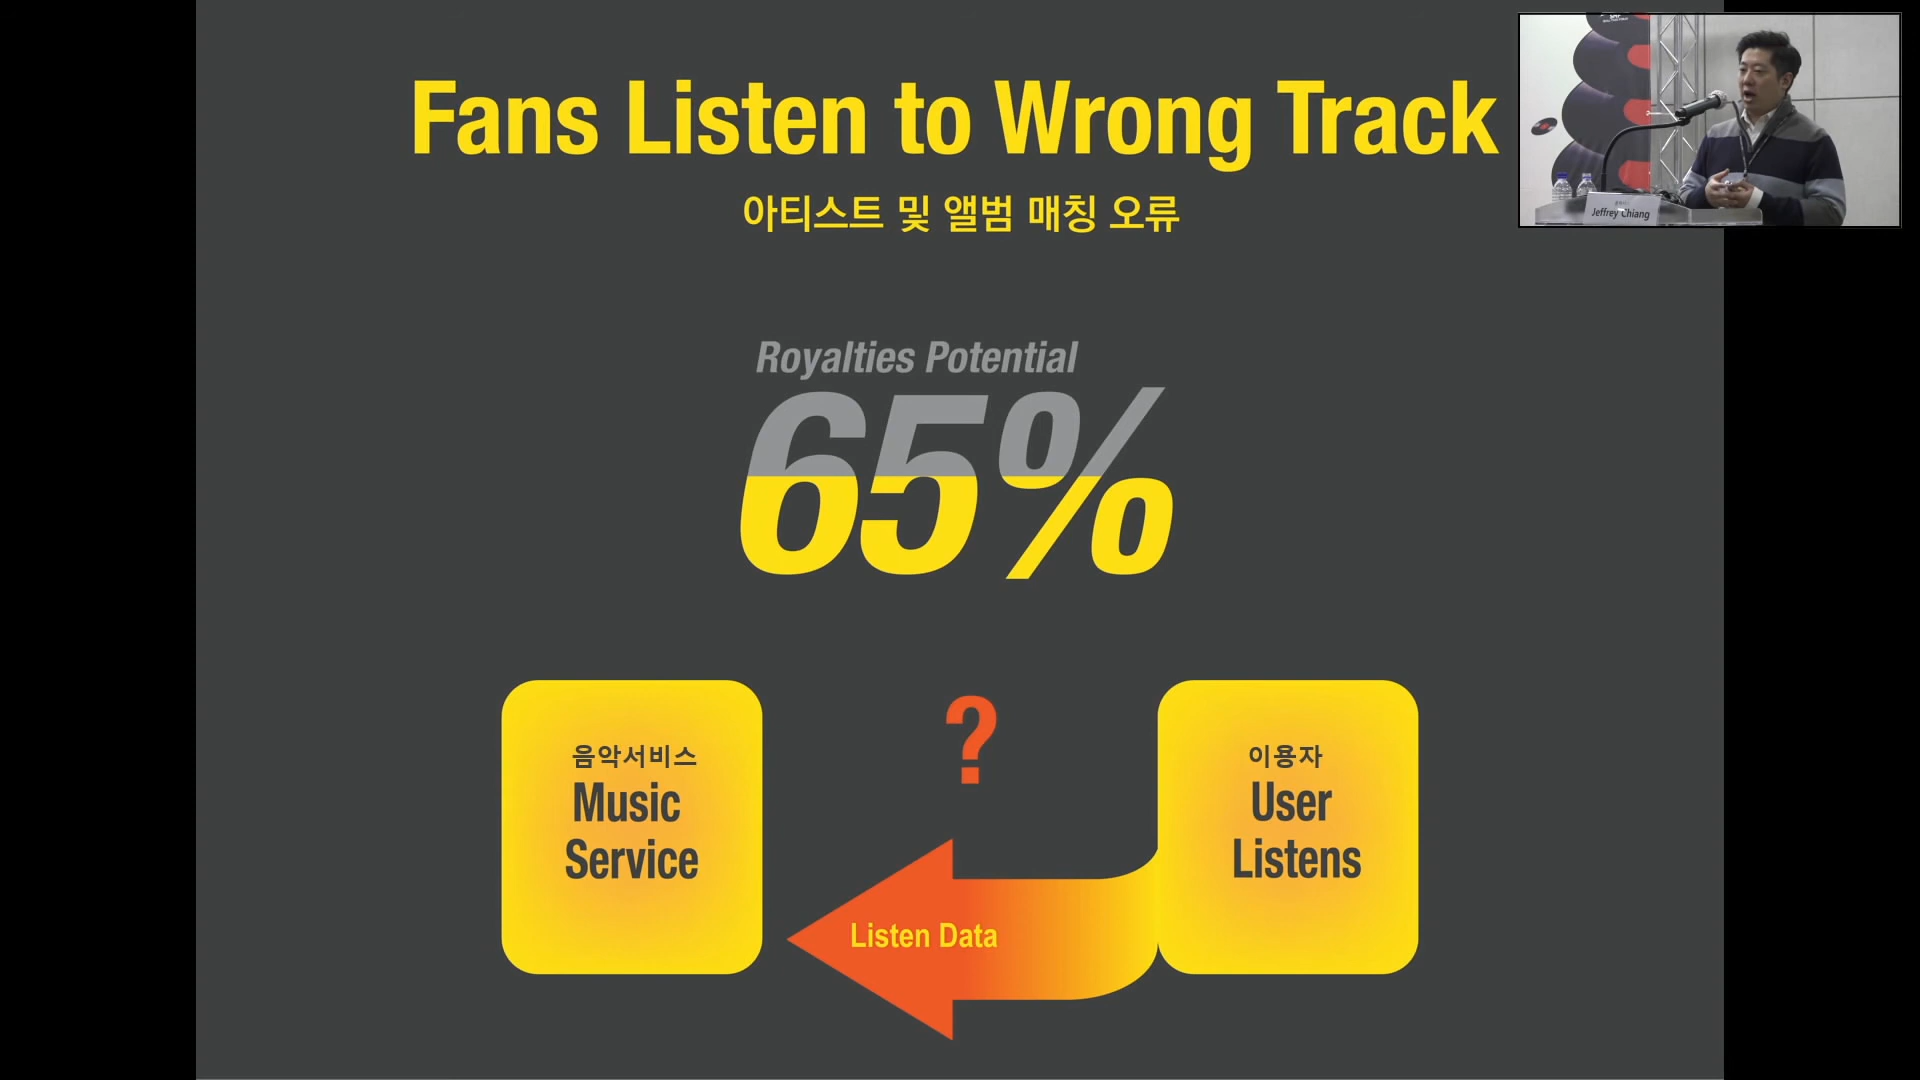 Fans Listen to Wrong Track
아티스트 및 앨범 매칭 오류
Royalties Potential
65%
음악서비스
Music
Service
?
이용자
User
Listens
Listen Data
Jeffrey Chiang